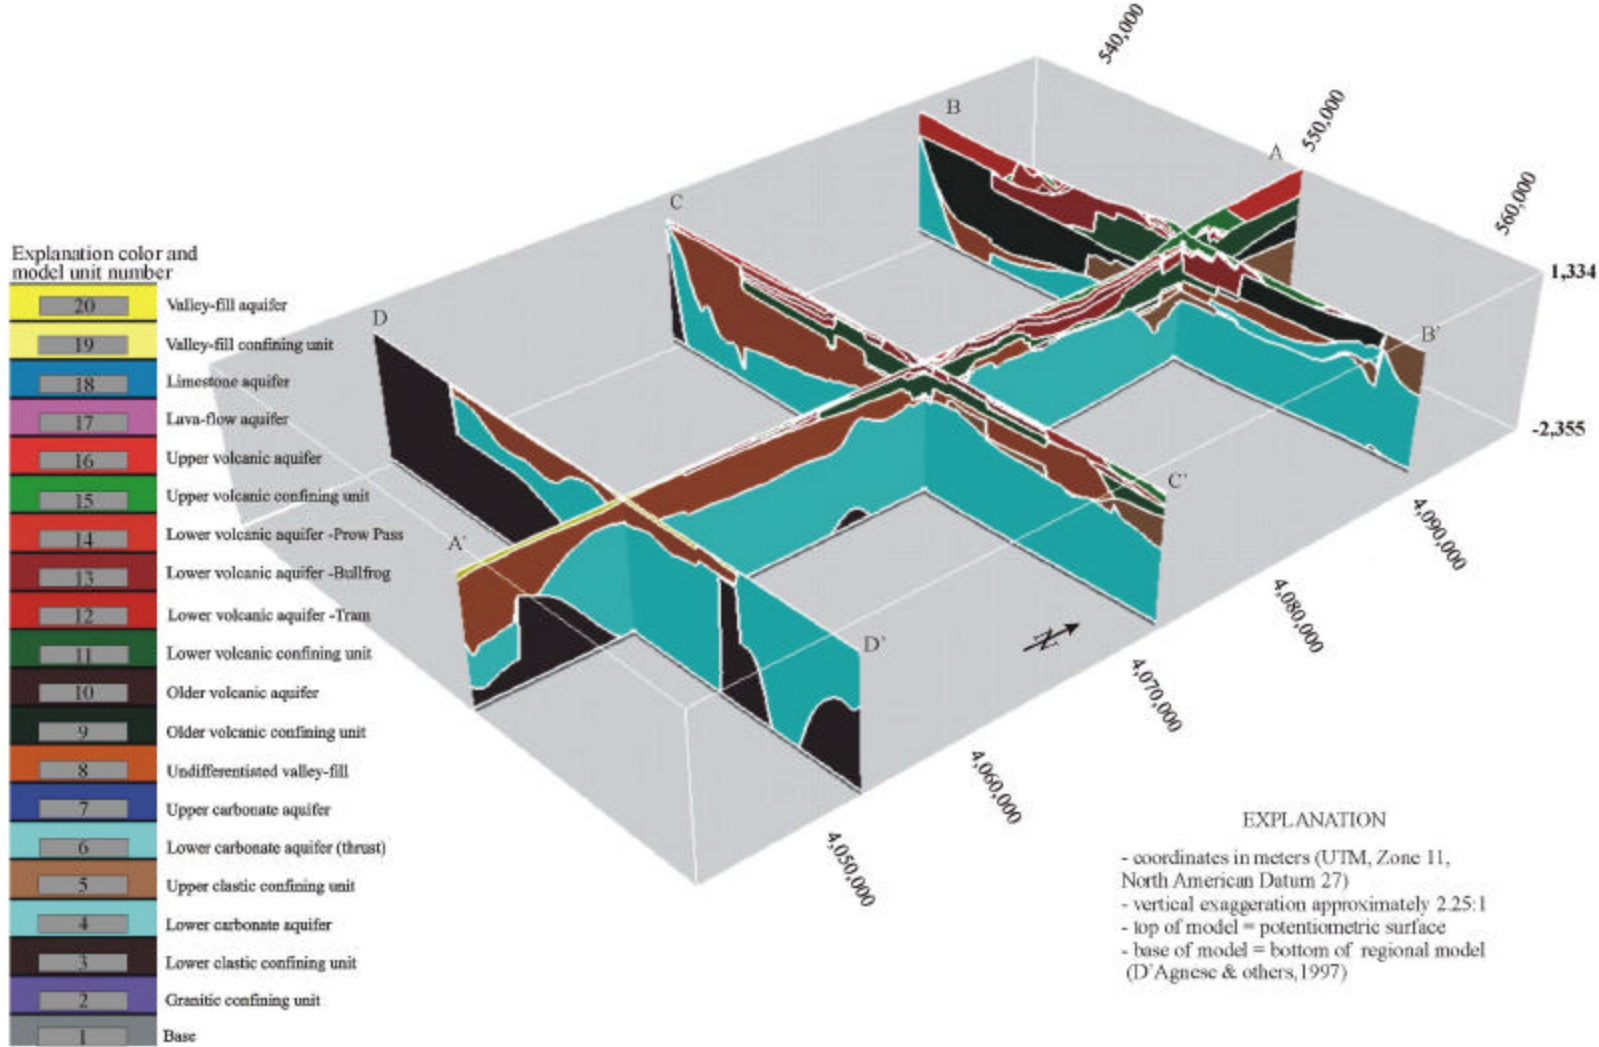 540,000
B
550,000
A
560,000
C
Explanation color and
model unit number
1,334
20 Valley-fill aquifer
D
B'
19 Valley-fill confining unit
18 Limestone aquifer
-2,355
17 Lava-flow aquifer
16 Upper volcanic aquifer
C'
15 Upper volcanic confining unit
4,090,000
14 Lower volcanic aquifer -Prow Pass
A'
13 Lower volcanic aquifer -Bullfrog
4,080,000
12 Lower volcanic aquifer -Tram
N
D'
11 Lower volcanic confining unit
4,070,000
10 Older volcanic aquifer
9 Older volcanic confining unit
8 Undifferentiated valley-fill
4,060,000
7 Upper carbonate aquifer
6 Lower carbonate aquifer (thrust)
4,050,000
5 Upper clastic confining unit
4 Lower carbonate aquifer
3 Lower clastic confining unit
2 Granitic confining unit
1 Base
EXPLANATION
- coordinates in meters (UTM, Zone 11,
North American Datum 27)
- vertical exaggeration approximately 2.25:1
- top of model = potentiometric surface
- base of model = bottom of regional model
(D'Agnese & others,1997)